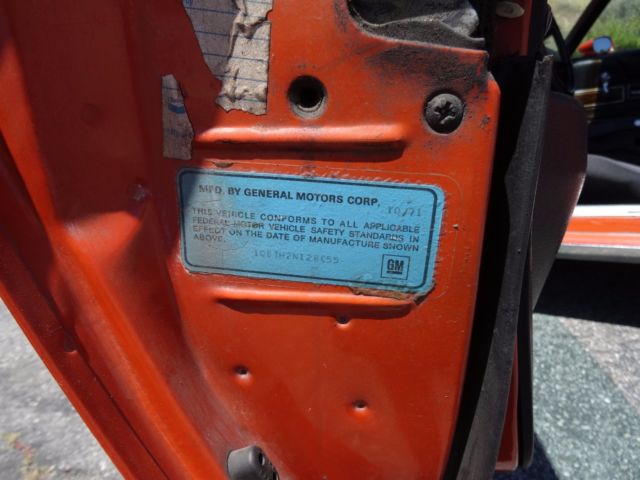 MFD. BY GENERAL MOTORS CORP. 10/71
THIS VEHICLE CONFORMS TO ALL APPLICABLE
FEDERAL MOTOR VEHICLE SAFETY STANDARDS IN
EFFECT ON THE DATE OF MANUFACTURE SHOWN
ABOVE.
GM